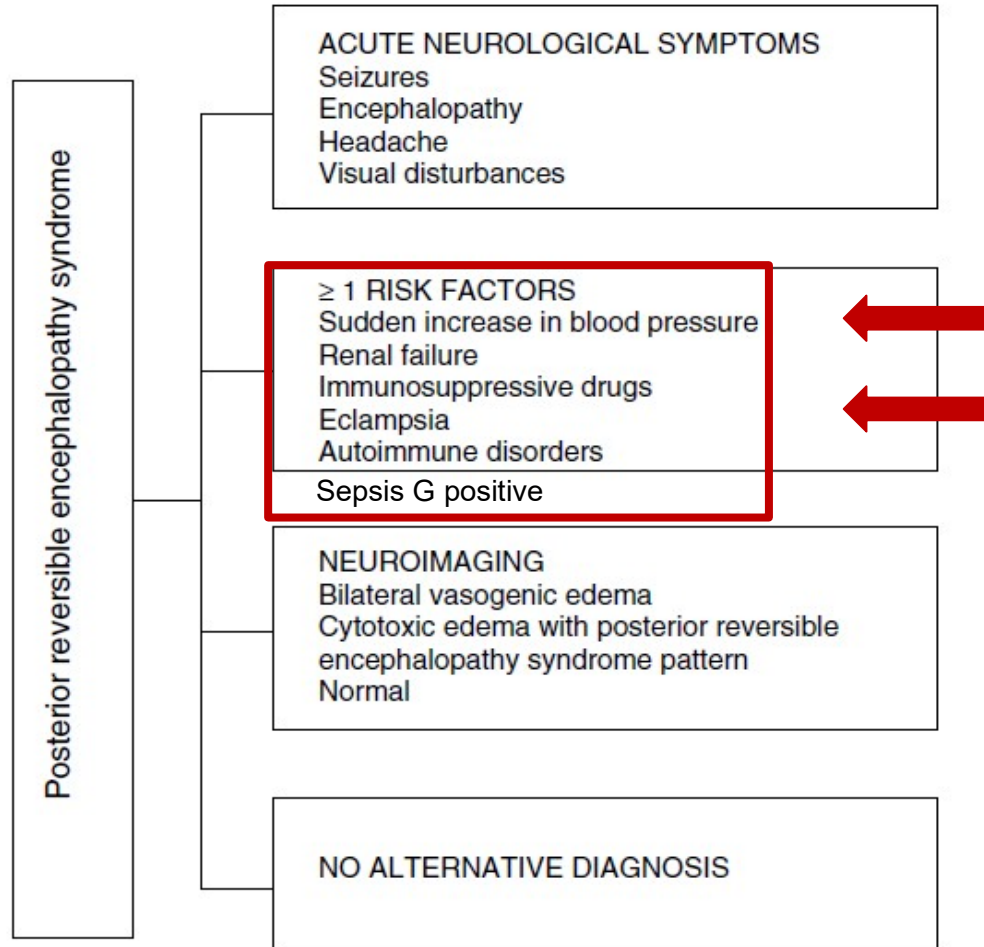 Posterior reversible encephalopathy syndrome
ACUTE NEUROLOGICAL SYMPTOMS
Seizures
Encephalopathy
Headache
Visual disturbances
≥ 1 RISK FACTORS
Sudden increase in blood pressure
Renal failure
Immunosuppressive drugs
Eclampsia
Autoimmune disorders
Sepsis G positive
NEUROIMAGING
Bilateral vasogenic edema
Cytotoxic edema with posterior reversible
encephalopathy syndrome pattern
Normal
NO ALTERNATIVE DIAGNOSIS